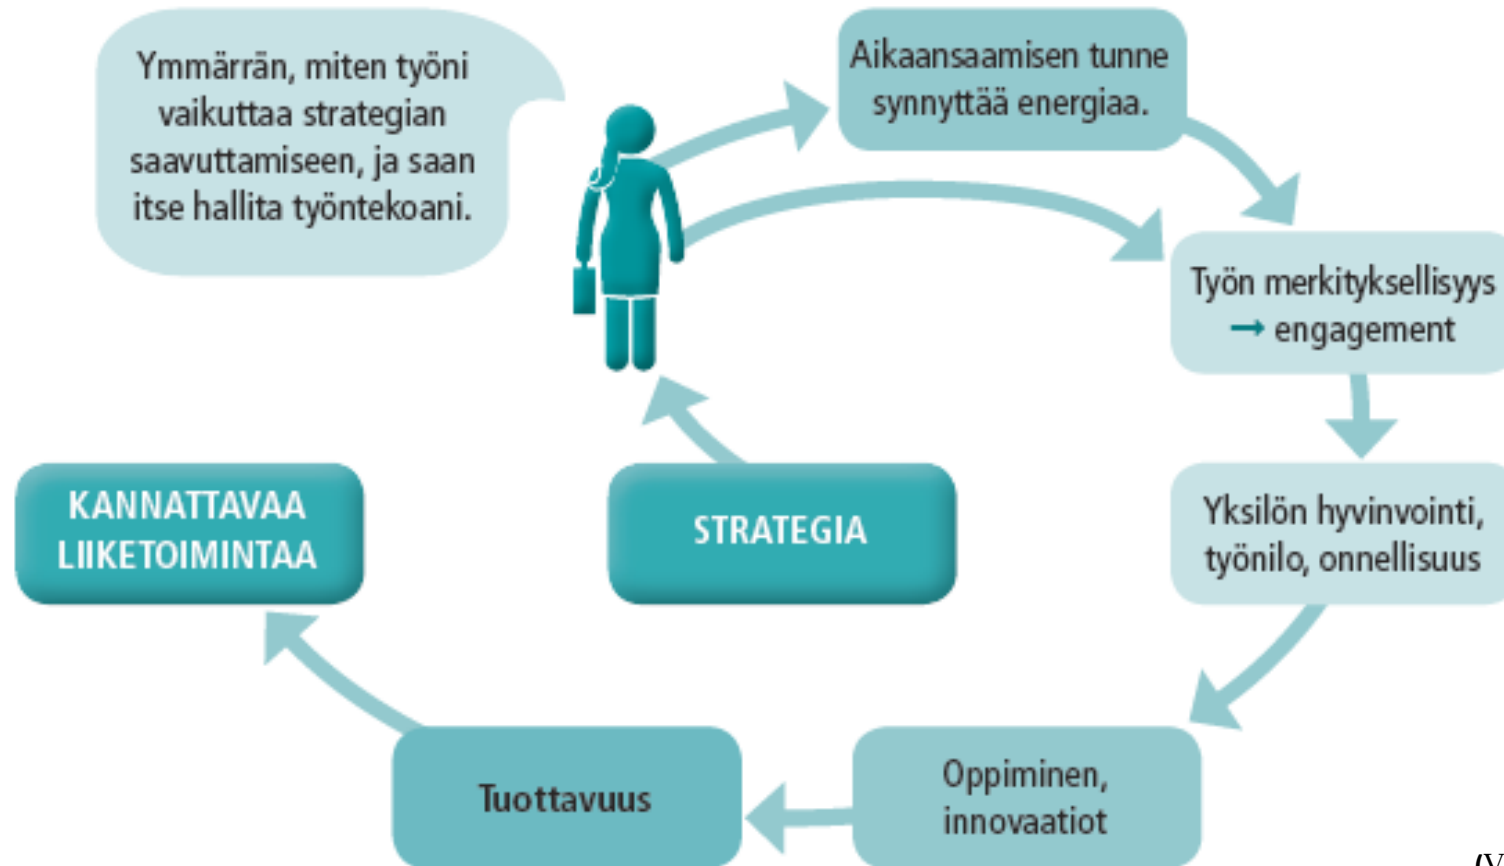 Ymmärrän, miten työni
vaikuttaa strategian
saavuttamiseen, ja saan
itse hallita työntekoani.
Aikaansaamisen tunne
synnyttää energiaa.
Työn merkityksellisyys
→ engagement
Yksilön hyvinvointi,
työnilo, onnellisuus
Oppiminen,
innovaatiot
Tuottavuus
KANNATTAVAA
LIIKETOIMINTAA
STRATEGIA